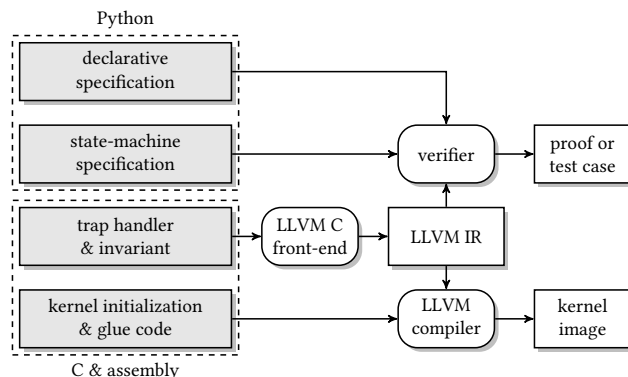 Python
declarative
specification
state-machine
specification
verifier
proof or
test case
trap handler
& invariant
LLVM C
front-end
LLVM IR
kernel initialization
& glue code
LLVM
compiler
kernel
image
C & assembly